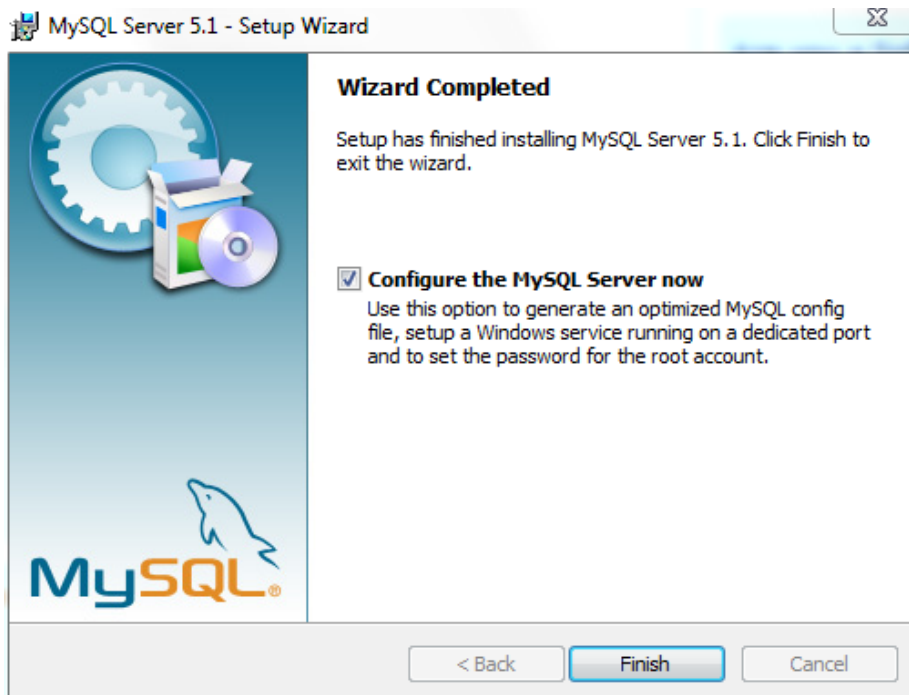 MySQL Server 5.1 - Setup Wizard
Wizard Completed
Setup has finished installing MySQL Server 5.1. Click Finish to
exit the wizard.
Configure the MySQL Server now
Use this option to generate an optimized MySQL config
file, setup a Windows service running on a dedicated port
and to set the password for the root account.
MySQL®
< Back
Finish
Cancel